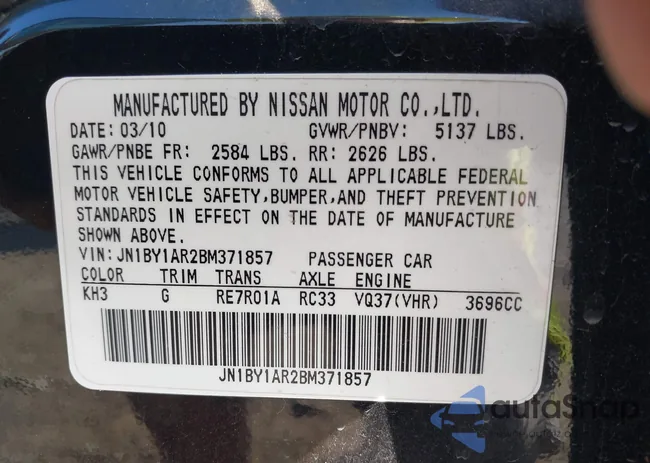 MANUFACTURED BY NISSAN MOTOR CO.,LTD.
DATE: 03/10 GVWR/PNBV: 5137 LBS.
GAWR/PNBE FR: 2584 LBS. RR: 2626 LBS.
THIS VEHICLE CONFORMS TO ALL APPLICABLE FEDERAL
MOTOR VEHICLE SAFETY,BUMPER,AND THEFT PREVENTION
STANDARDS IN EFFECT ON THE DATE OF MANUFACTURE
SHOWN ABOVE.
VIN: JN1BY1AR2BM371857 PASSENGER CAR
COLOR TRIM TRANS AXLE ENGINE
KH3 G RE7R01A RC33 VQ37(VHR) 3696CC
JN1BY1AR2BM371857
autoSnap